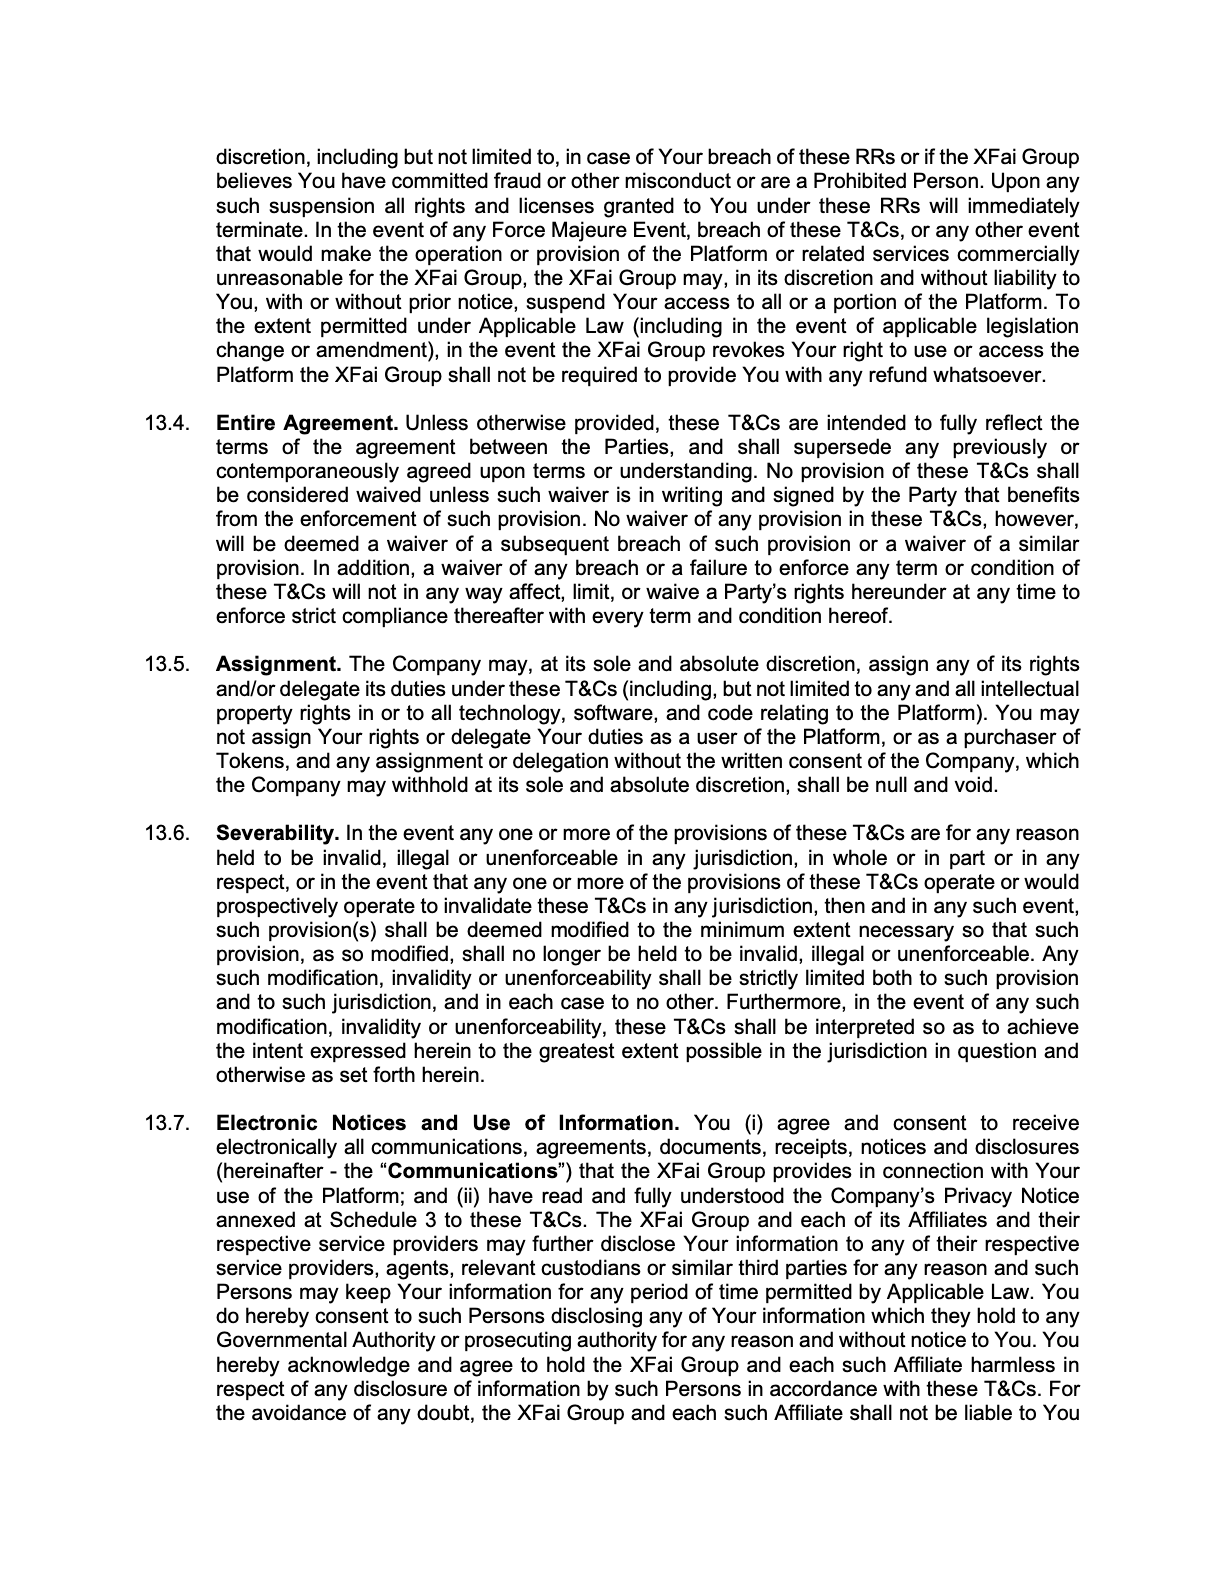 discretion, including but not limited to, in case of Your breach of these RRs or if the XFai Group
believes You have committed fraud or other misconduct or are a Prohibited Person. Upon any
such suspension all rights and licenses granted to You under these RRs will immediately
terminate. In the event of any Force Majeure Event, breach of these T&Cs, or any other event
that would make the operation or provision of the Platform or related services commercially
unreasonable for the XFai Group, the XFai Group may, in its discretion and without liability to
You, with or without prior notice, suspend Your access to all or a portion of the Platform. To
the extent permitted under Applicable Law (including in the event of applicable legislation
change or amendment), in the event the XFai Group revokes Your right to use or access the
Platform the XFai Group shall not be required to provide You with any refund whatsoever.
13.4. Entire Agreement. Unless otherwise provided, these T&Cs are intended to fully reflect the
terms of the agreement between the Parties, and shall supersede any previously or
contemporaneously agreed upon terms or understanding. No provision of these T&Cs shall
be considered waived unless such waiver is in writing and signed by the Party that benefits
from the enforcement of such provision. No waiver of any provision in these T&Cs, however,
will be deemed a waiver of a subsequent breach of such provision or a waiver of a similar
provision. In addition, a waiver of any breach or a failure to enforce any term or condition of
these T&Cs will not in any way affect, limit, or waive a Party’s rights hereunder at any time to
enforce strict compliance thereafter with every term and condition hereof.
13.5. Assignment. The Company may, at its sole and absolute discretion, assign any of its rights
and/or delegate its duties under these T&Cs (including, but not limited to any and all intellectual
property rights in or to all technology, software, and code relating to the Platform). You may
not assign Your rights or delegate Your duties as a user of the Platform, or as a purchaser of
Tokens, and any assignment or delegation without the written consent of the Company, which
the Company may withhold at its sole and absolute discretion, shall be null and void.
13.6. Severability. In the event any one or more of the provisions of these T&Cs are for any reason
held to be invalid, illegal or unenforceable in any jurisdiction, in whole or in part or in any
respect, or in the event that any one or more of the provisions of these T&Cs operate or would
prospectively operate to invalidate these T&Cs in any jurisdiction, then and in any such event,
such provision(s) shall be deemed modified to the minimum extent necessary so that such
provision, as so modified, shall no longer be held to be invalid, illegal or unenforceable. Any
such modification, invalidity or unenforceability shall be strictly limited both to such provision
and to such jurisdiction, and in each case to no other. Furthermore, in the event of any such
modification, invalidity or unenforceability, these T&Cs shall be interpreted so as to achieve
the intent expressed herein to the greatest extent possible in the jurisdiction in question and
otherwise as set forth herein.
13.7. Electronic Notices and Use of Information. You (i) agree and consent to receive
electronically all communications, agreements, documents, receipts, notices and disclosures
(hereinafter - the “Communications”) that the XFai Group provides in connection with Your
use of the Platform; and (ii) have read and fully understood the Company’s Privacy Notice
annexed at Schedule 3 to these T&Cs. The XFai Group and each of its Affiliates and their
respective service providers may further disclose Your information to any of their respective
service providers, agents, relevant custodians or similar third parties for any reason and such
Persons may keep Your information for any period of time permitted by Applicable Law. You
do hereby consent to such Persons disclosing any of Your information which they hold to any
Governmental Authority or prosecuting authority for any reason and without notice to You. You
hereby acknowledge and agree to hold the XFai Group and each such Affiliate harmless in
respect of any disclosure of information by such Persons in accordance with these T&Cs. For
the avoidance of any doubt, the XFai Group and each such Affiliate shall not be liable to You